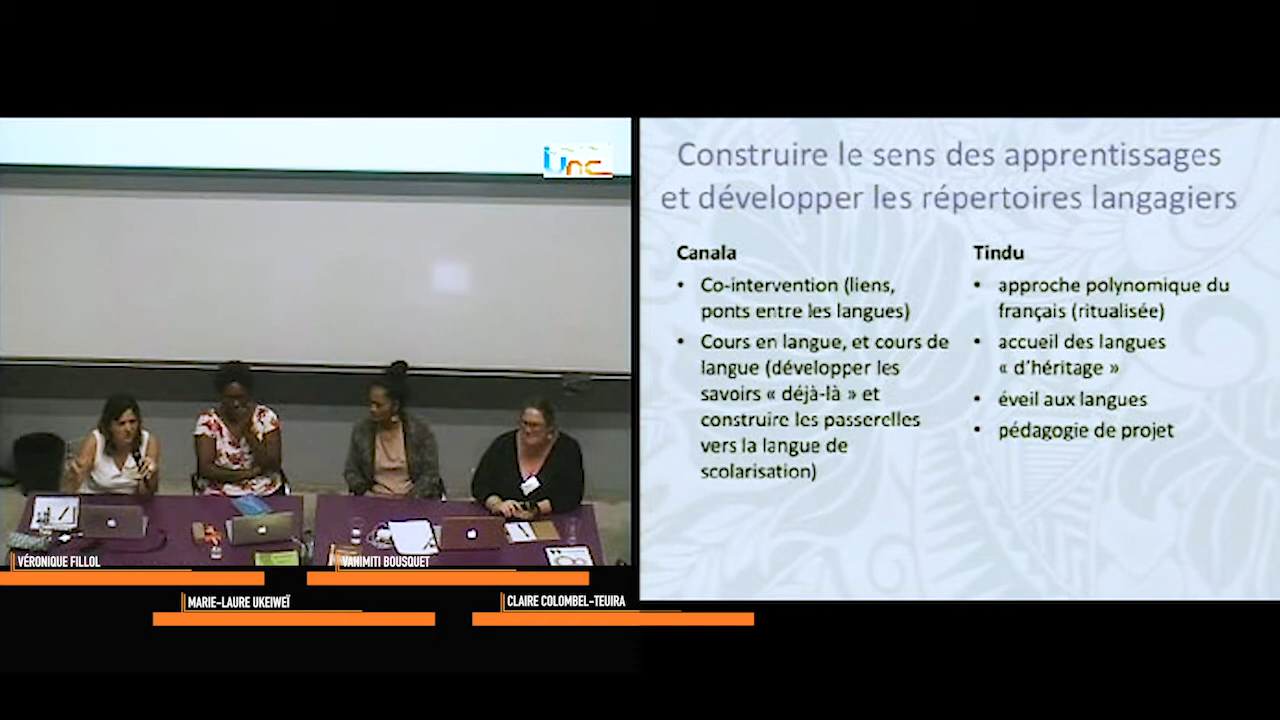 unc
Construire le sens des apprentissages
et développer les répertoires langagiers
Canala
• Co-intervention (liens,
ponts entre les langues)
• Cours en langue, et cours de
langue (développer les
savoirs « déjà-là » et
construire les passerelles
vers la langue de
scolarisation)
Tindu
• approche polynomique du
français (ritualisée)
• accueil des langues
« d'héritage »
• éveil aux langues
• pédagogie de projet
VÉRONIQUE FILLOL
VANIMITI BOUSQUET
MARIE-LAURE UKEIWEÏ
CLAIRE COLOMBEL-TEUIRA